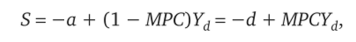 S = −a + (1 − MPC)Y_d = −d + MPCY_d,